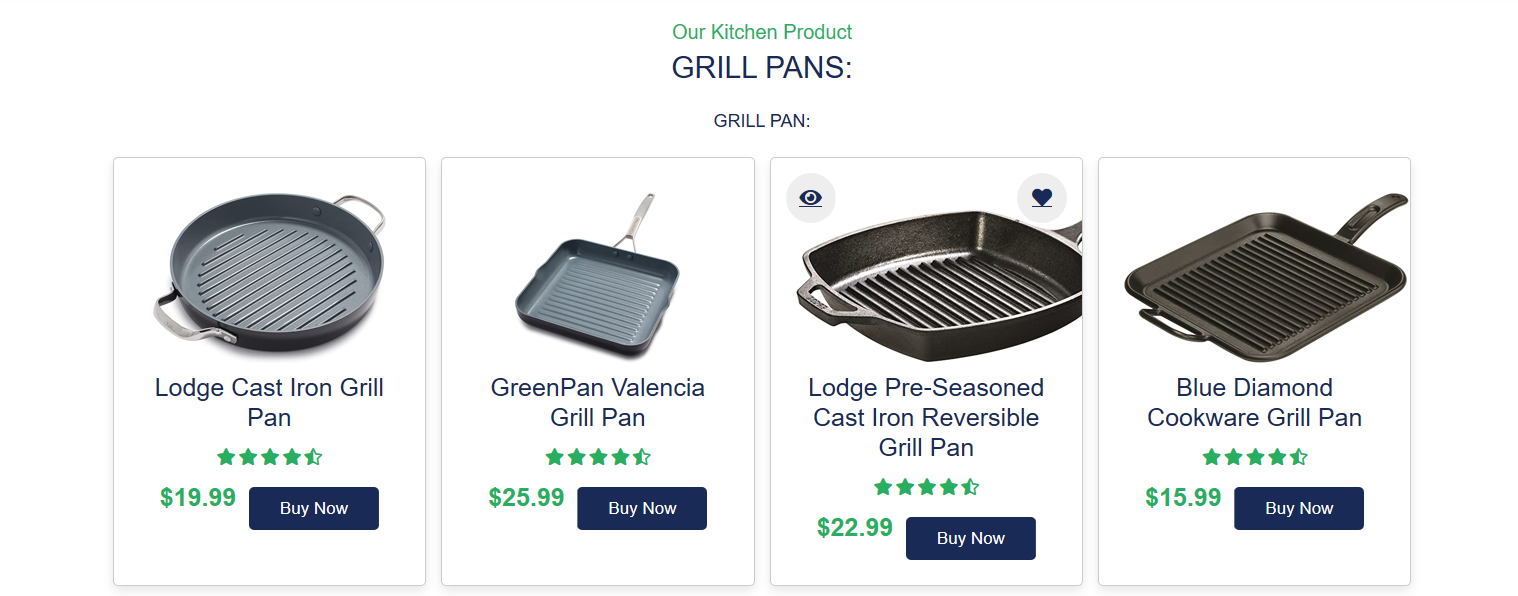 Our Kitchen Product
GRILL PANS:
GRILL PAN:
Lodge Cast Iron Grill
Pan
$19.99
Buy Now
GreenPan Valencia
Grill Pan
$25.99
Buy Now
Lodge Pre-Seasoned
Cast Iron Reversible
Grill Pan
$22.99
Buy Now
Blue Diamond
Cookware Grill Pan
$15.99
Buy Now